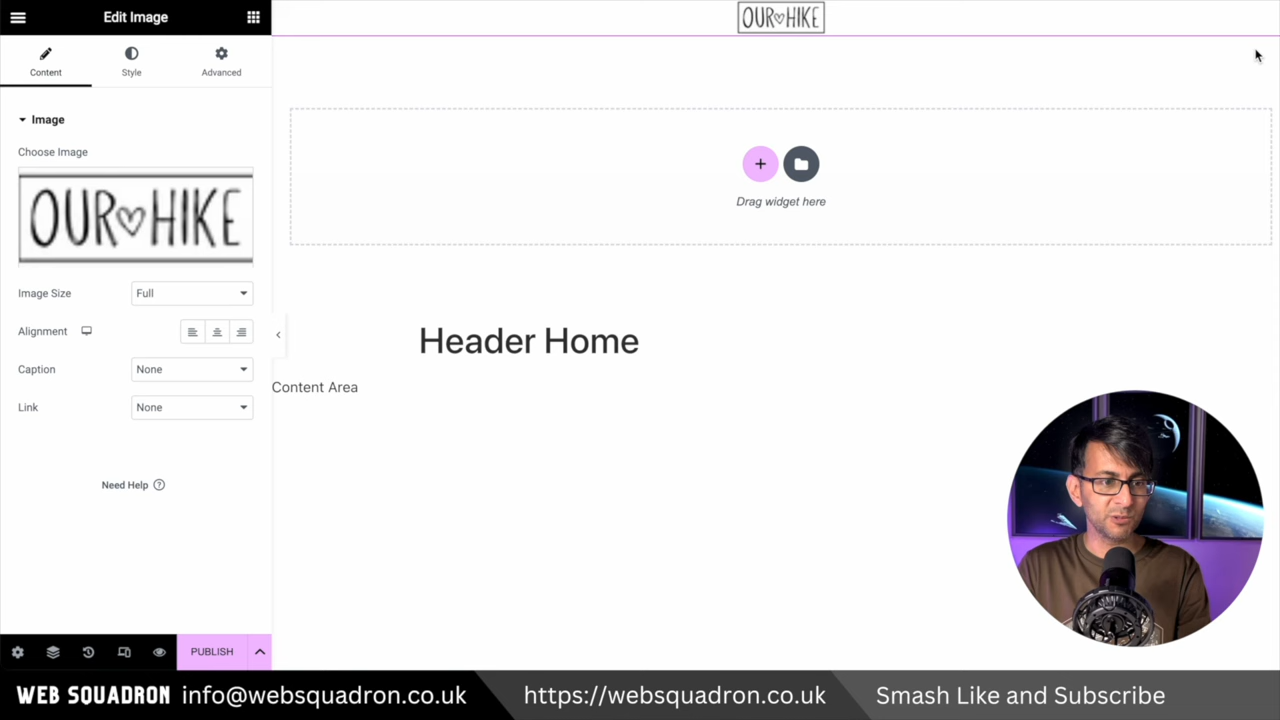 Edit Image
OUR HIKE
Content
Style
Advanced
Image
Choose Image
OUR HIKE
Drag widget here
Image Size
Full
Alignment
Header Home
Caption
None
Content Area
Link
None
Need Help ?
PUBLISH
WEB SQUADRON info@websquadron.co.uk https://websquadron.co.uk Smash Like and Subscribe